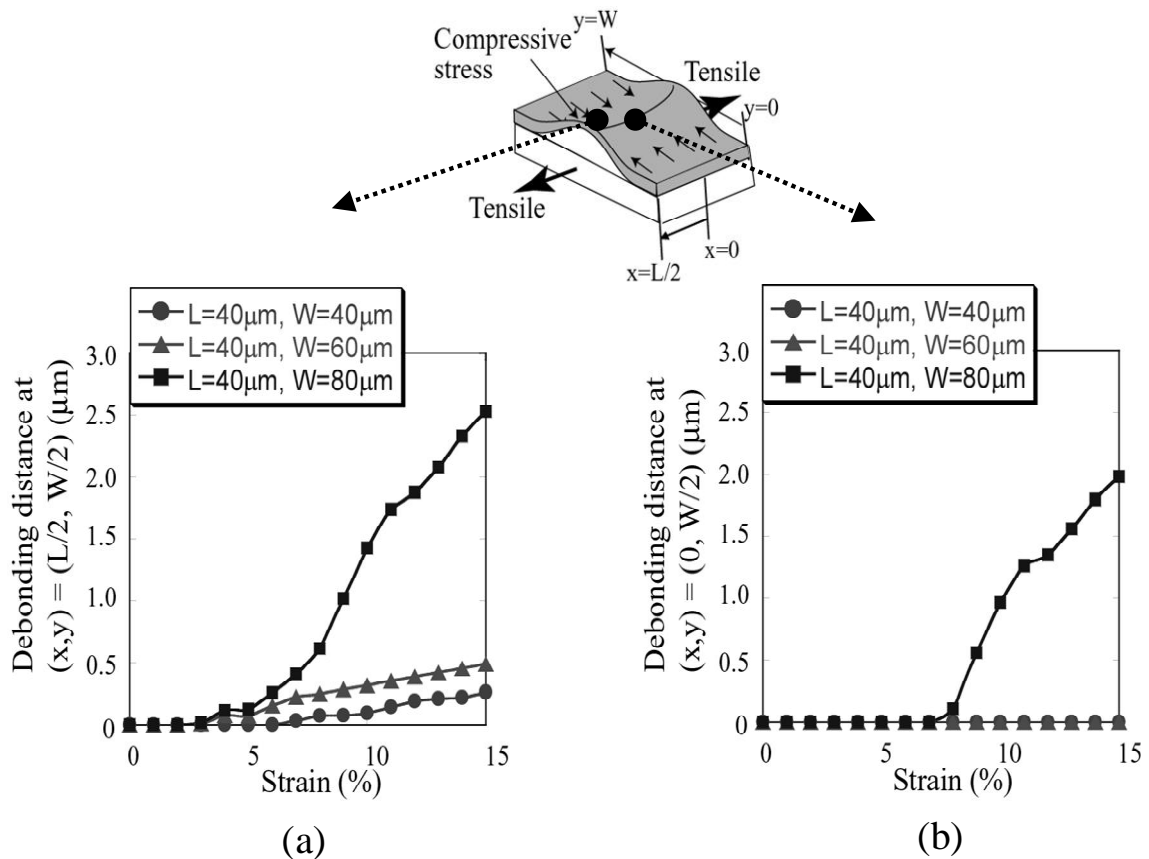 y=W
Compressive
stress
Tensile
y=0
Tensile
x=0
x=L/2
L=40μm, W=40μm
L=40μm, W=60μm
L=40μm, W=80μm
3.0
2.5
2.0
1.5
1.0
0.5
0
0
5
10
15
Strain (%)
Debonding distance at
(x,y) = (L/2, W/2) (μm)
(a)
L=40μm, W=40μm
L=40μm, W=60μm
L=40μm, W=80μm
3.0
2.5
2.0
1.5
1.0
0.5
0
0
5
10
15
Strain (%)
Debonding distance at
(x,y) = (0, W/2) (μm)
(b)